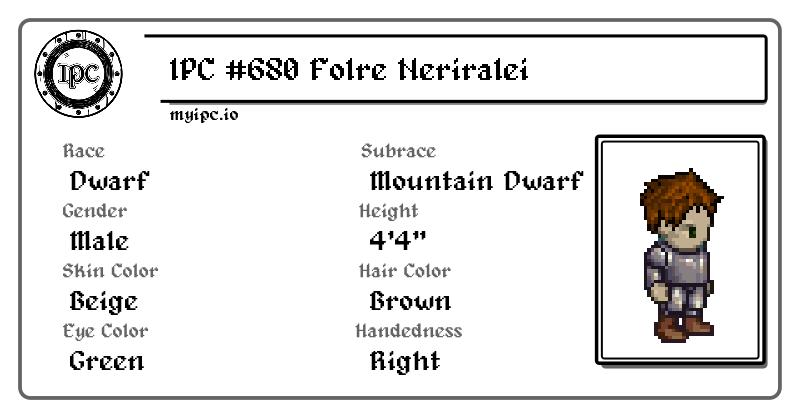 IPC
IPC #680 Folre Neriralei
myipc.io
Race
Subrace
Dwarf
Mountain Dwarf
Gender
Height
Male
4'4"
Skin Color
Hair Color
Beige
Brown
Eye Color
Handedness
Green
Right